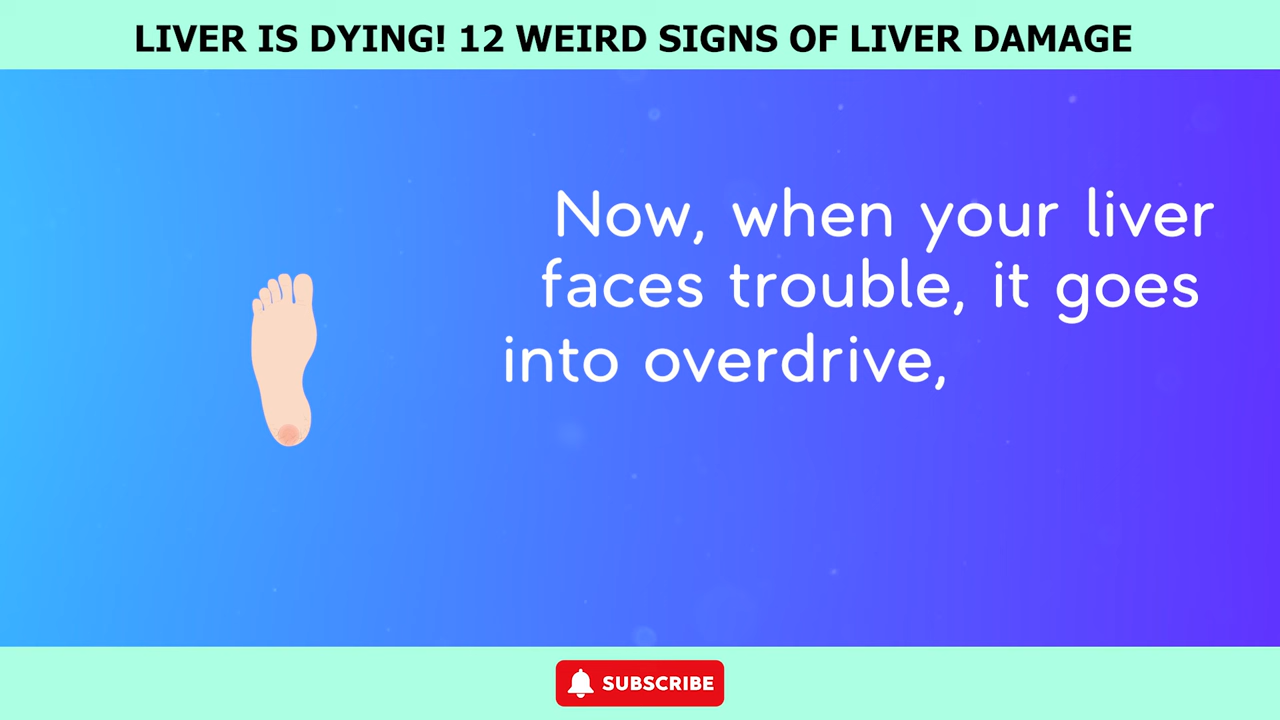 LIVER IS DYING! 12 WEIRD SIGNS OF LIVER DAMAGE
Now, when your liver
faces trouble, it goes
into overdrive,
SUBSCRIBE